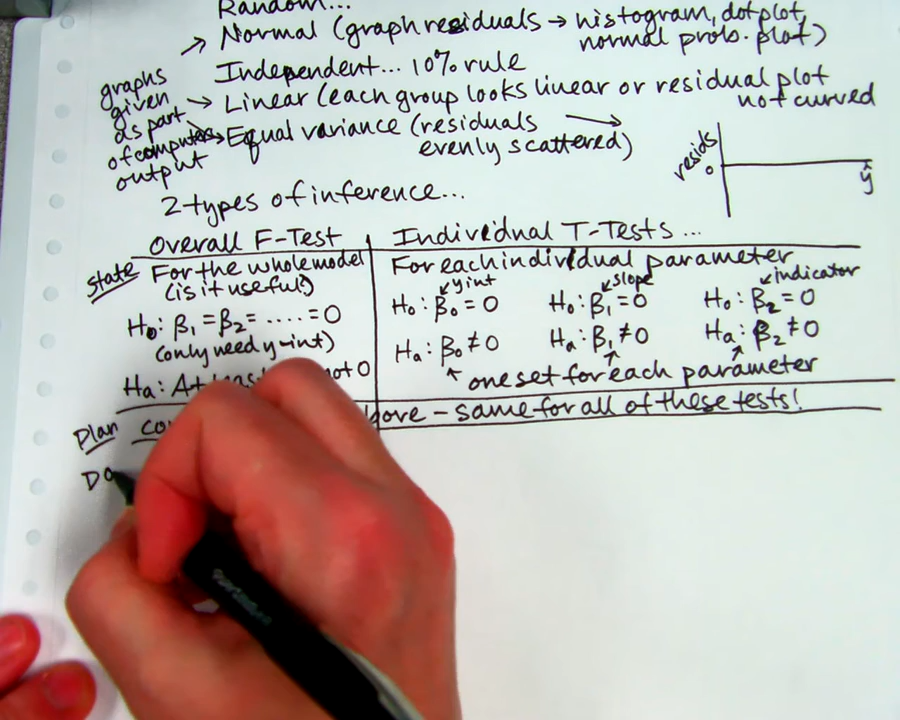 Random...
Normal (graph residuals → histogram, dotplot,
normal prob. plot)
Independent... 10% rule
graphs
given
as part
of computer
output
Linear (each group looks linear or residual plot
not curved
Equal variance (residuals
evenly scattered)
resids
0
ŷ
2 types of inference...
Overall F-Test
Individual T-Tests ...
State
For the whole model
(is it useful?)
H₀: β₁ = β₂ = ..... = 0
(only need y-int)
Ha: At not 0
For each individual parameter
y int
slope
indicator
H₀: β₀ = 0
H₀: β₁ = 0
H₀: β₂ = 0
Ha: β₀ ≠ 0
Ha: β₁ ≠ 0
Ha: β₂ ≠ 0
one set for each parameter
Plan
same for all of these tests!
Do